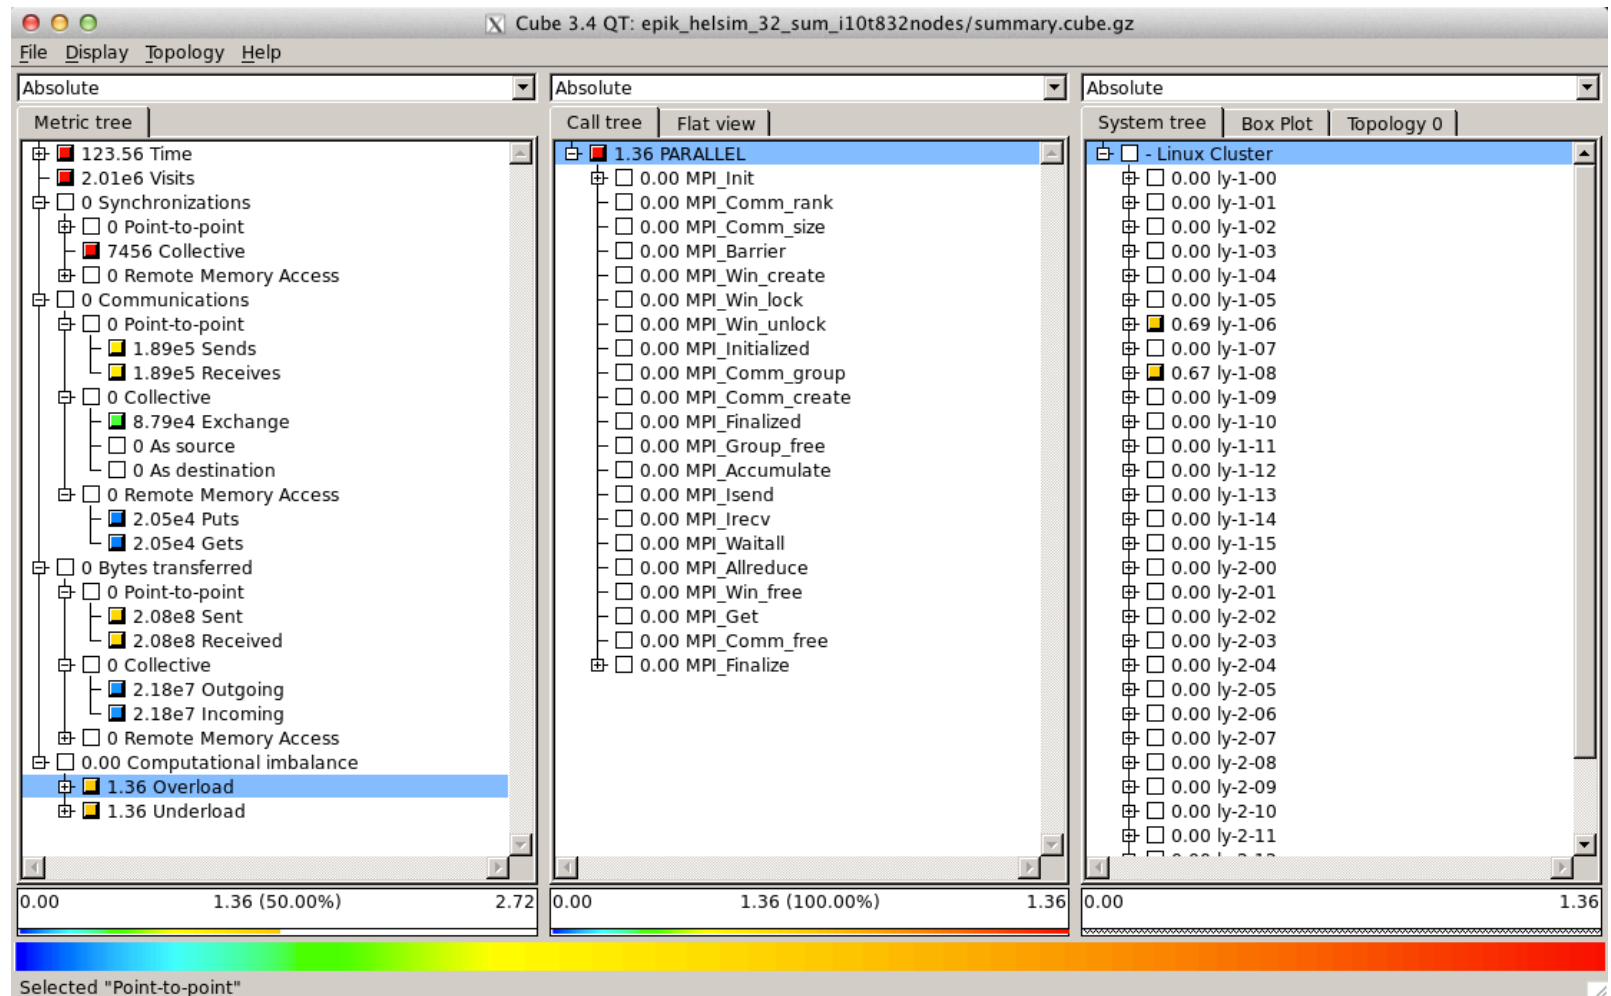 Cube 3.4 QT: epik_helsim_32_sum_i10t832nodes/summary.cube.gz
File Display Topology Help
Absolute
Metric tree
123.56 Time
2.01e6 Visits
0 Synchronizations
0 Point-to-point
7456 Collective
0 Remote Memory Access
0 Communications
0 Point-to-point
1.89e5 Sends
1.89e5 Receives
0 Collective
8.79e4 Exchange
0 As source
0 As destination
0 Remote Memory Access
2.05e4 Puts
2.05e4 Gets
0 Bytes transferred
0 Point-to-point
2.08e8 Sent
2.08e8 Received
0 Collective
2.18e7 Outgoing
2.18e7 Incoming
0 Remote Memory Access
0.00 Computational imbalance
1.36 Overload
1.36 Underload
0.00 1.36 (50.00%) 2.72
Absolute
Call tree Flat view
1.36 PARALLEL
0.00 MPI_Init
0.00 MPI_Comm_rank
0.00 MPI_Comm_size
0.00 MPI_Barrier
0.00 MPI_Win_create
0.00 MPI_Win_lock
0.00 MPI_Win_unlock
0.00 MPI_Initialized
0.00 MPI_Comm_group
0.00 MPI_Comm_create
0.00 MPI_Finalized
0.00 MPI_Group_free
0.00 MPI_Accumulate
0.00 MPI_Isend
0.00 MPI_Irecv
0.00 MPI_Waitall
0.00 MPI_Allreduce
0.00 MPI_Win_free
0.00 MPI_Get
0.00 MPI_Comm_free
0.00 MPI_Finalize
0.00 1.36 (100.00%) 1.36
Absolute
System tree Box Plot Topology 0
- Linux Cluster
0.00 ly-1-00
0.00 ly-1-01
0.00 ly-1-02
0.00 ly-1-03
0.00 ly-1-04
0.00 ly-1-05
0.69 ly-1-06
0.00 ly-1-07
0.67 ly-1-08
0.00 ly-1-09
0.00 ly-1-10
0.00 ly-1-11
0.00 ly-1-12
0.00 ly-1-13
0.00 ly-1-14
0.00 ly-1-15
0.00 ly-2-00
0.00 ly-2-01
0.00 ly-2-02
0.00 ly-2-03
0.00 ly-2-04
0.00 ly-2-05
0.00 ly-2-06
0.00 ly-2-07
0.00 ly-2-08
0.00 ly-2-09
0.00 ly-2-10
0.00 ly-2-11
0.00 1.36
Selected "Point-to-point"